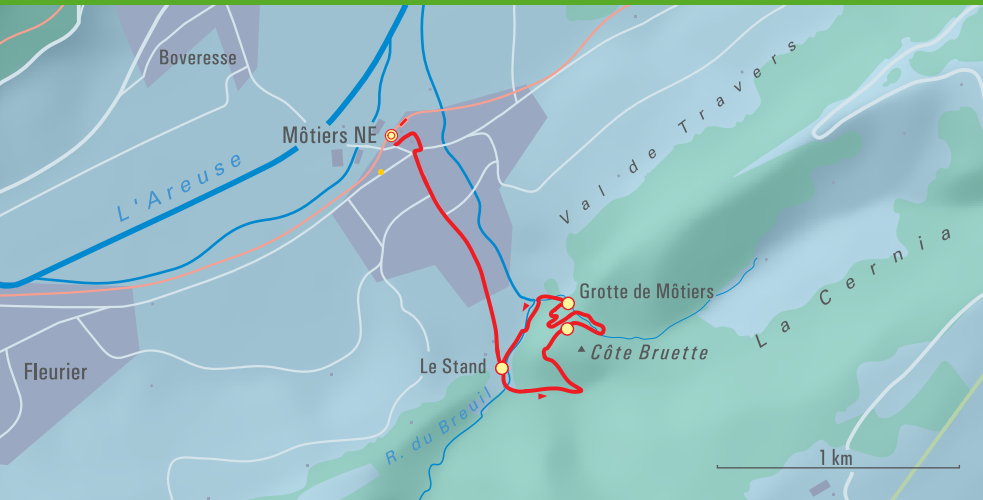 Boveresse
Val de Travers
Môtiers NE
L'Areuse
La Cernia
Grotte de Môtiers
Côte Bruette
Le Stand
Fleurier
R. du Breuil
1 km